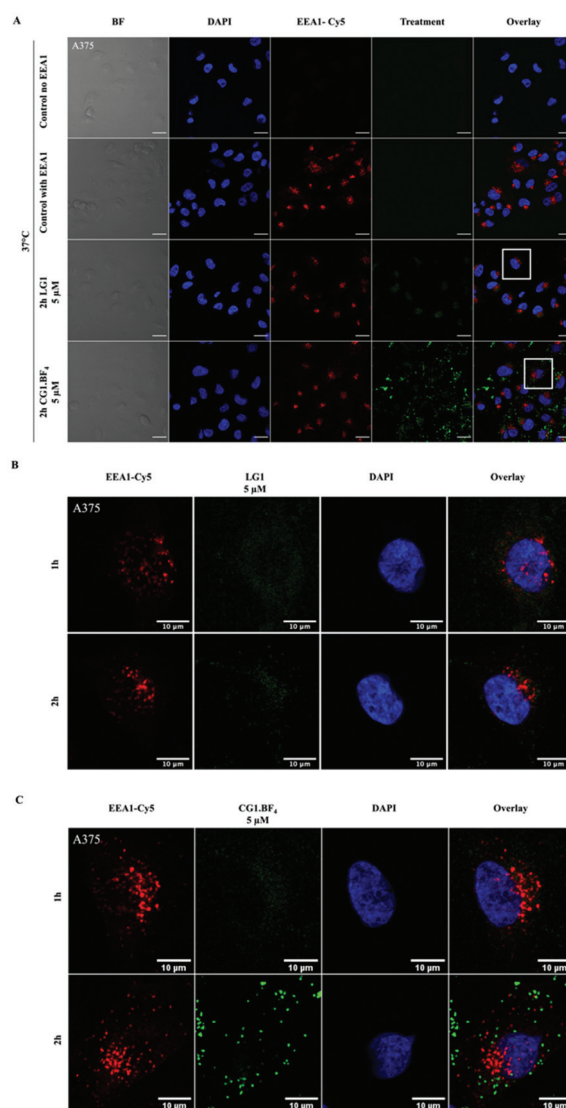 A
BF DAPI EEA1- Cy5 Treatment Overlay
A375
37°C
Control no EEA1
Control with EEA1
2h LG1
5 µM
2h CG1.BF4
5 µM
B
EEA1-Cy5 LG1 DAPI Overlay
5 µM
A375
1h
10 µm 10 µm 10 µm 10 µm
2h
10 µm 10 µm 10 µm 10 µm
C
EEA1-Cy5 CG1.BF4 DAPI Overlay
5 µM
A375
1h
10 µm 10 µm 10 µm 10 µm
2h
10 µm 10 µm 10 µm 10 µm